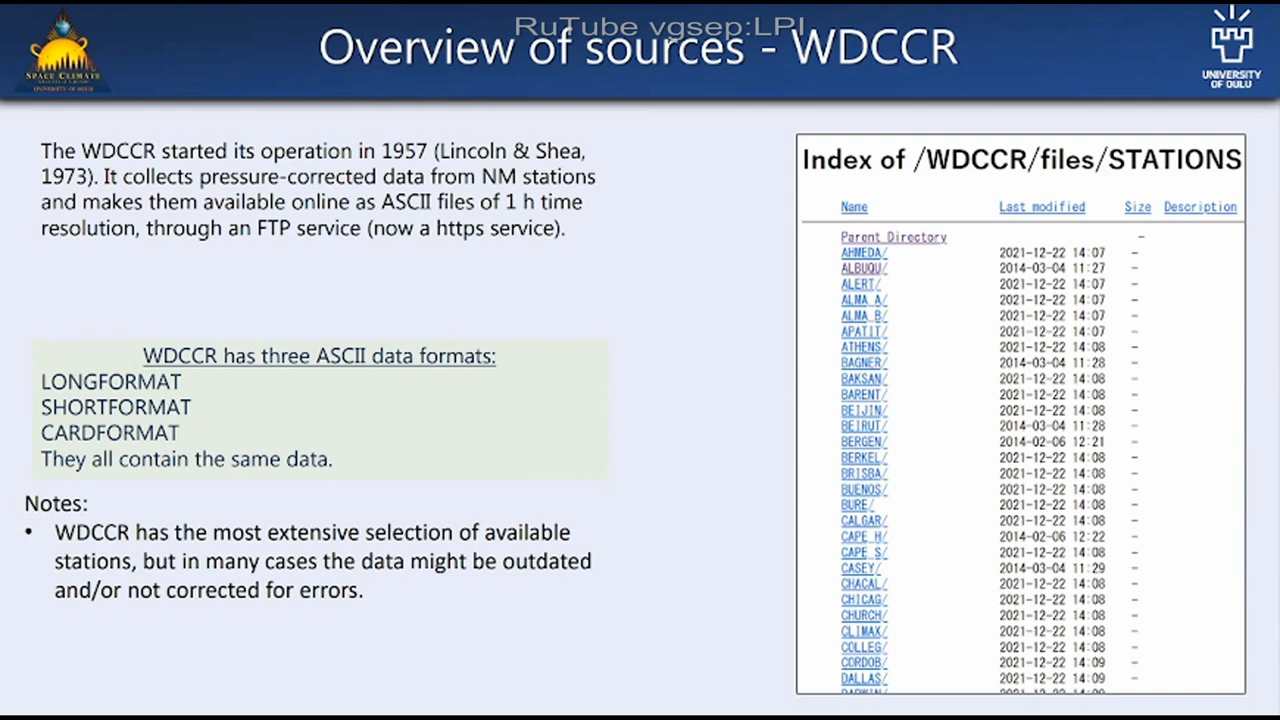 RuTube vgsep:LPI
Overview of sources - WDCCR
SPACE CLIMATE
UNIVERSITY OF OULU
UNIVERSITY
OF OULU
The WDCCR started its operation in 1957 (Lincoln & Shea,
1973). It collects pressure-corrected data from NM stations
and makes them available online as ASCII files of 1 h time
resolution, through an FTP service (now a https service).
WDCCR has three ASCII data formats:
LONGFORMAT
SHORTFORMAT
CARDFORMAT
They all contain the same data.
Notes:
• WDCCR has the most extensive selection of available
stations, but in many cases the data might be outdated
and/or not corrected for errors.
Index of /WDCCR/files/STATIONS
Name Last modified Size Description
Parent Directory -
AHMEDA/ 2021-12-22 14:07 -
ALBUQU/ 2014-03-04 11:27 -
ALERT/ 2021-12-22 14:07 -
ALMA_A/ 2021-12-22 14:07 -
ALMA_B/ 2021-12-22 14:07 -
APATIT/ 2021-12-22 14:07 -
ATHENS/ 2021-12-22 14:08 -
BAGNER/ 2014-03-04 11:28 -
BAKSAN/ 2021-12-22 14:08 -
BARENT/ 2021-12-22 14:08 -
BEIJIN/ 2021-12-22 14:08 -
BEIRUT/ 2014-03-04 11:28 -
BERGEN/ 2014-02-06 12:21 -
BERKEL/ 2021-12-22 14:08 -
BRISBA/ 2021-12-22 14:08 -
BUENOS/ 2021-12-22 14:08 -
BURE/ 2021-12-22 14:08 -
CALGAR/ 2021-12-22 14:08 -
CAPE_H/ 2014-02-06 12:22 -
CAPE_S/ 2021-12-22 14:08 -
CASEY/ 2014-03-04 11:29 -
CHACAL/ 2021-12-22 14:08 -
CHICAG/ 2021-12-22 14:08 -
CHURCH/ 2021-12-22 14:08 -
CLIMAX/ 2021-12-22 14:08 -
COLLEG/ 2021-12-22 14:08 -
CORDOB/ 2021-12-22 14:09 -
DALLAS/ 2021-12-22 14:09 -